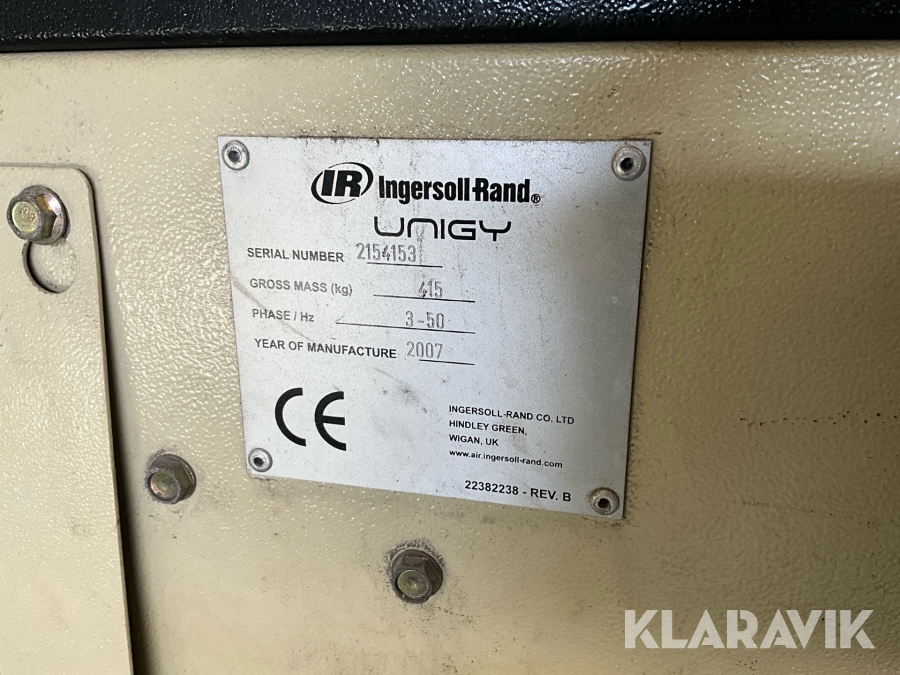 IR Ingersoll-Rand®
UNIGY
SERIAL NUMBER 2154153
GROSS MASS (kg) 415
PHASE / Hz 3-50
YEAR OF MANUFACTURE 2007
CE
INGERSOLL-RAND CO. LTD
HINDLEY GREEN,
WIGAN, UK
www.air.ingersoll-rand.com
22382238 - REV. B
KLARAVIK